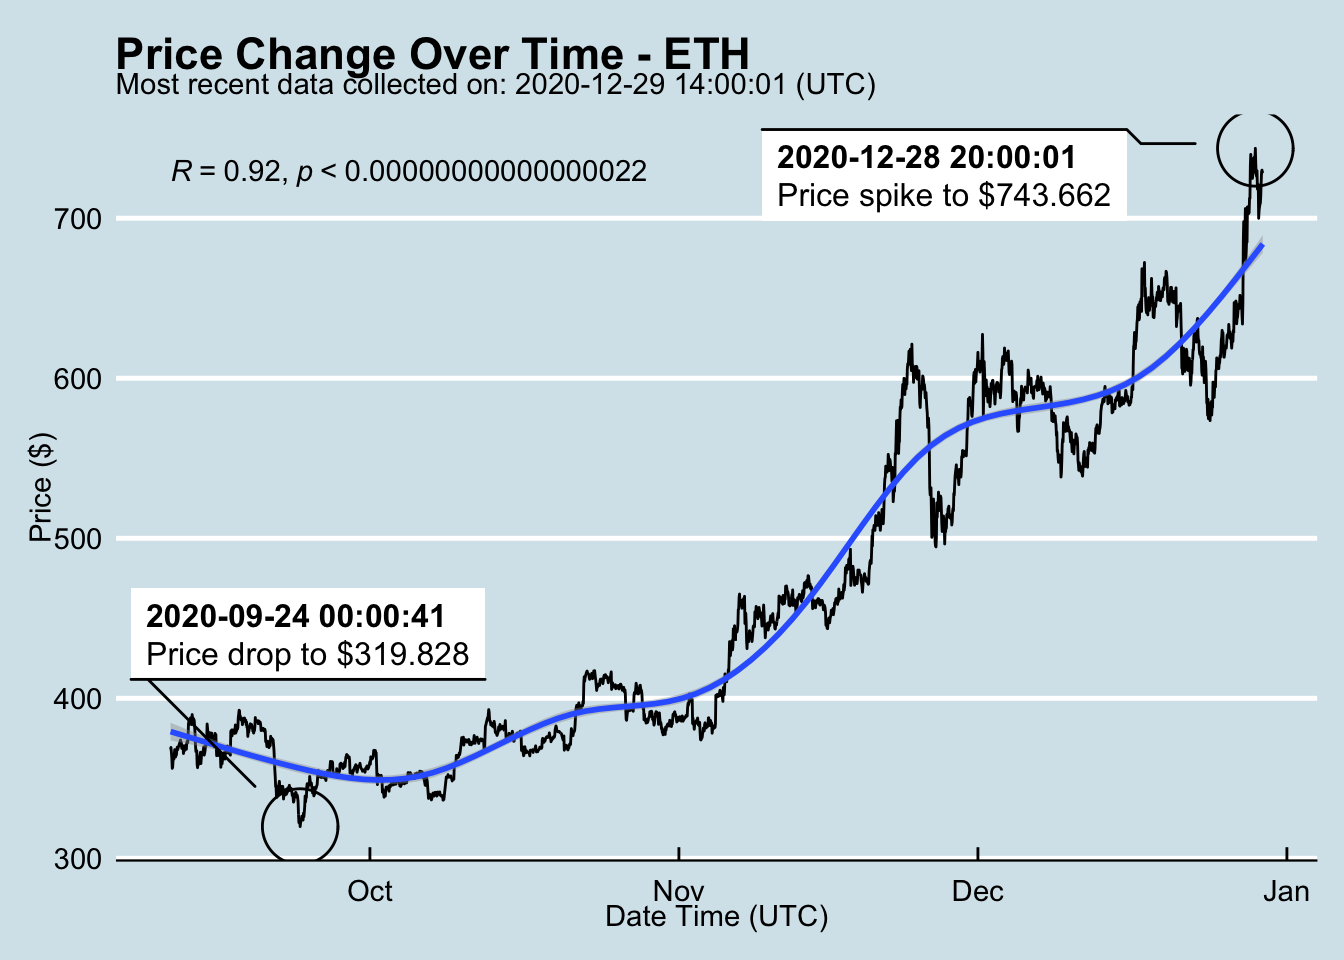 Price Change Over Time - ETH
Most recent data collected on: 2020-12-29 14:00:01 (UTC)
R = 0.92, p < 0.00000000000000022
2020-12-28 20:00:01
Price spike to $743.662
700
600
500
400
300
Price ($)
2020-09-24 00:00:41
Price drop to $319.828
Oct Nov Dec Jan
Date Time (UTC)